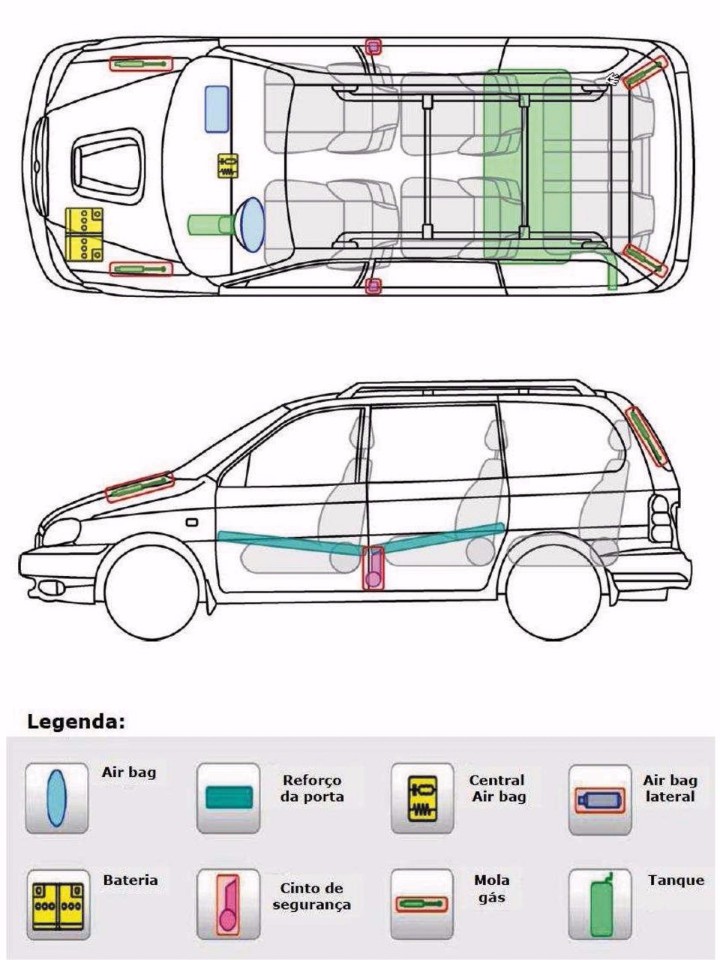 Legenda:
Air bag
Reforço
da porta
Central
Air bag
Air bag
lateral
Bateria
Cinto de
segurança
Mola
gás
Tanque